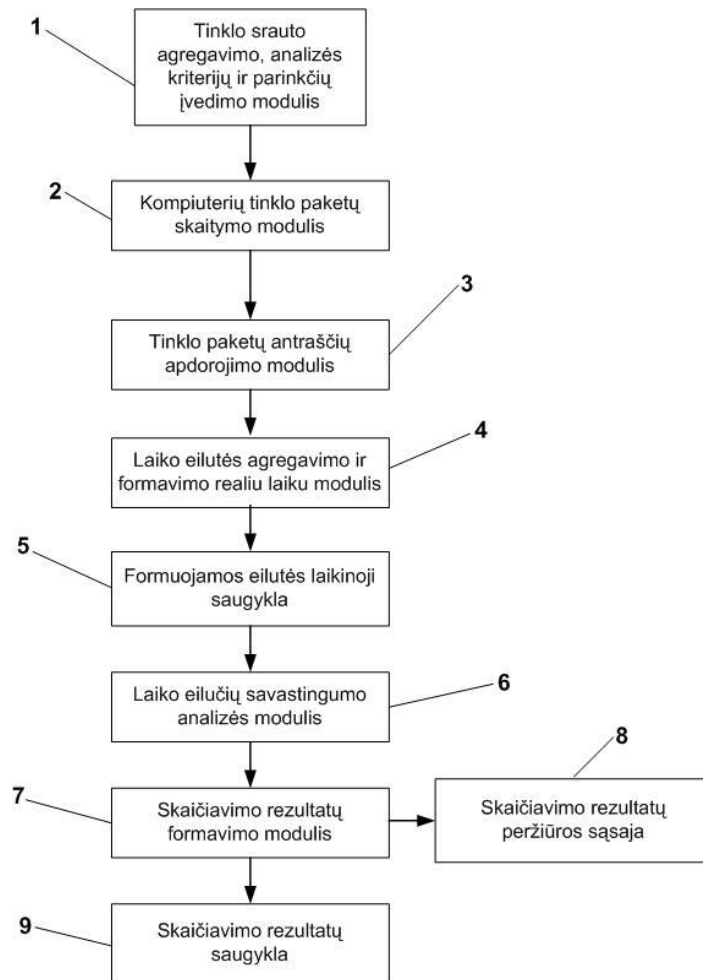 1
Tinklo srauto
agregavimo, analizės
kriterijų ir parinkčių
įvedimo modulis
2
Kompiuterių tinklo paketų
skaitymo modulis
3
Tinklo paketų antraščių
apdorojimo modulis
4
Laiko eilutės agregavimo ir
formavimo realiu laiku modulis
5
Formuojamos eilutės laikinoji
saugykla
6
Laiko eilučių savastingumo
analizės modulis
7
Skaičiavimo rezultatų
formavimo modulis
8
Skaičiavimo rezultatų
peržiūros sąsaja
9
Skaičiavimo rezultatų
saugykla